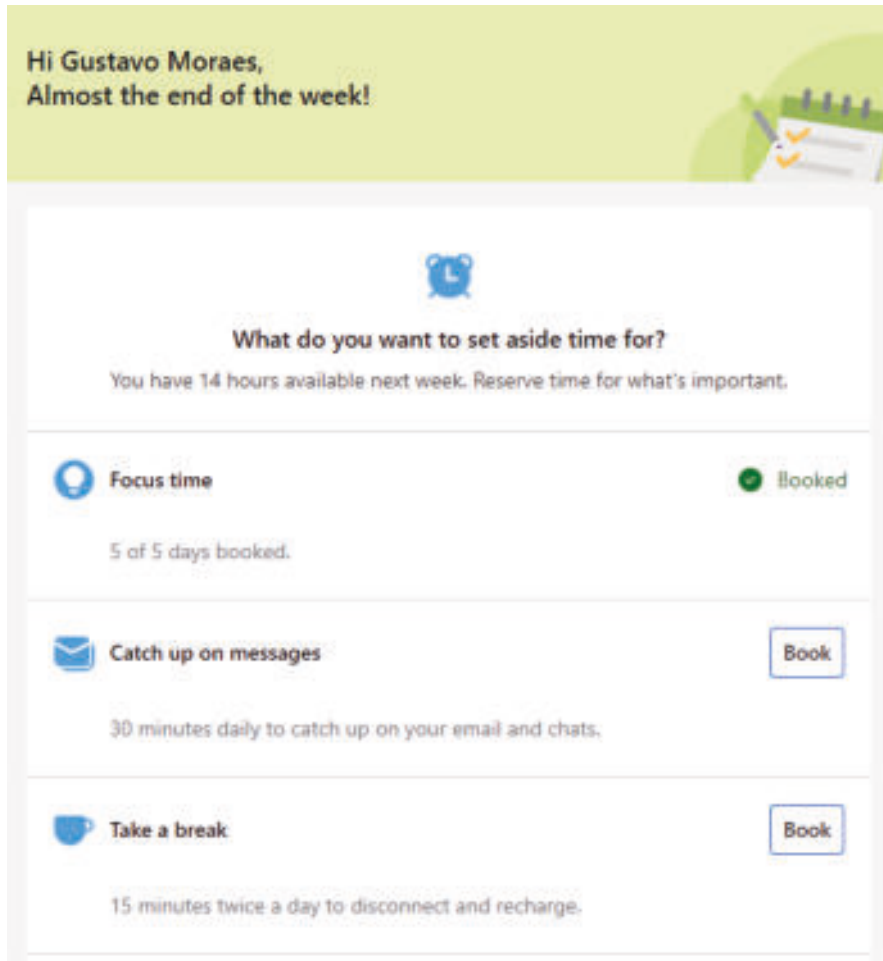 Hi Gustavo Moraes,
Almost the end of the week!
What do you want to set aside time for?
You have 14 hours available next week. Reserve time for what's important.
Focus time
Booked
5 of 5 days booked.
Catch up on messages
Book
30 minutes daily to catch up on your email and chats.
Take a break
Book
15 minutes twice a day to disconnect and recharge.